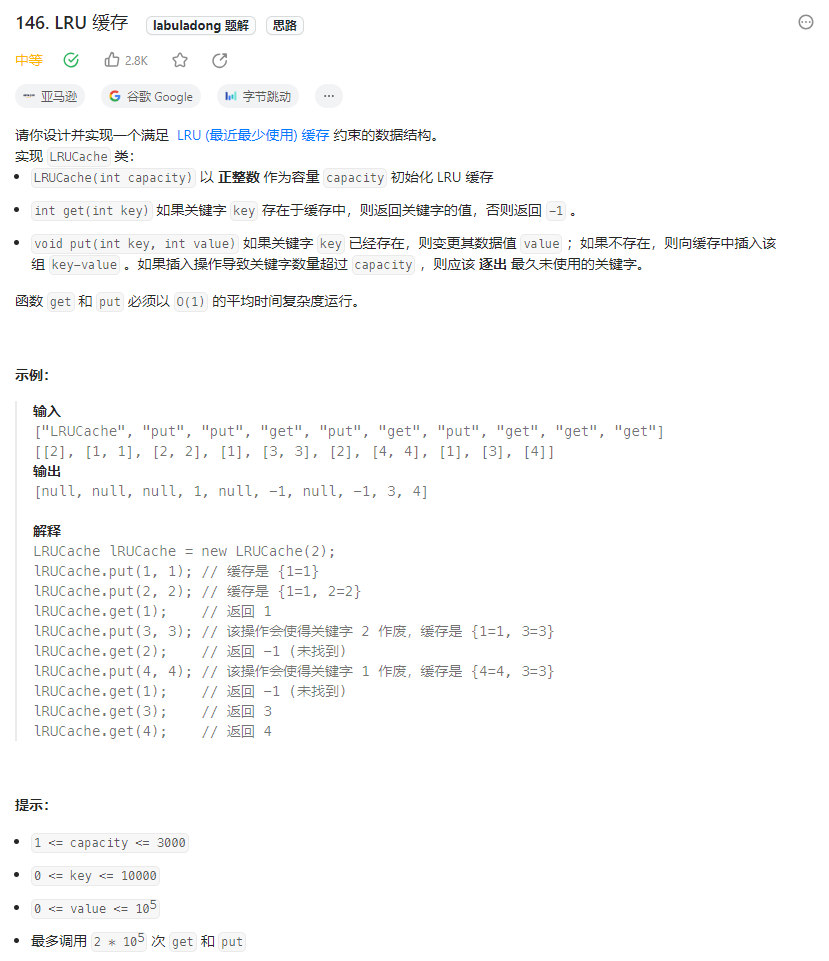 146. LRU 缓存 labuladong 题解 思路
中等 2.8K
亚马逊 谷歌 Google 字节跳动 ···
请你设计并实现一个满足 LRU (最近最少使用) 缓存 约束的数据结构。
实现 LRUCache 类：
• LRUCache(int capacity) 以 正整数 作为容量 capacity 初始化 LRU 缓存
• int get(int key) 如果关键字 key 存在于缓存中，则返回关键字的值，否则返回 -1 。
• void put(int key, int value) 如果关键字 key 已经存在，则变更其数据值 value ；如果不存在，则向缓存中插入该
组 key-value 。如果插入操作导致关键字数量超过 capacity ，则应该 逐出 最久未使用的关键字。
函数 get 和 put 必须以 O(1) 的平均时间复杂度运行。
示例：
输入
["LRUCache", "put", "put", "get", "put", "get", "put", "get", "get", "get"]
[[2], [1, 1], [2, 2], [1], [3, 3], [2], [4, 4], [1], [3], [4]]
输出
[null, null, null, 1, null, -1, null, -1, 3, 4]
解释
LRUCache lRUCache = new LRUCache(2);
lRUCache.put(1, 1); // 缓存是 {1=1}
lRUCache.put(2, 2); // 缓存是 {1=1, 2=2}
lRUCache.get(1);    // 返回 1
lRUCache.put(3, 3); // 该操作会使得关键字 2 作废，缓存是 {1=1, 3=3}
lRUCache.get(2);    // 返回 -1 (未找到)
lRUCache.put(4, 4); // 该操作会使得关键字 1 作废，缓存是 {4=4, 3=3}
lRUCache.get(1);    // 返回 -1 (未找到)
lRUCache.get(3);    // 返回 3
lRUCache.get(4);    // 返回 4
提示：
• 1 <= capacity <= 3000
• 0 <= key <= 10000
• 0 <= value <= 10⁵
• 最多调用 2 * 10⁵ 次 get 和 put